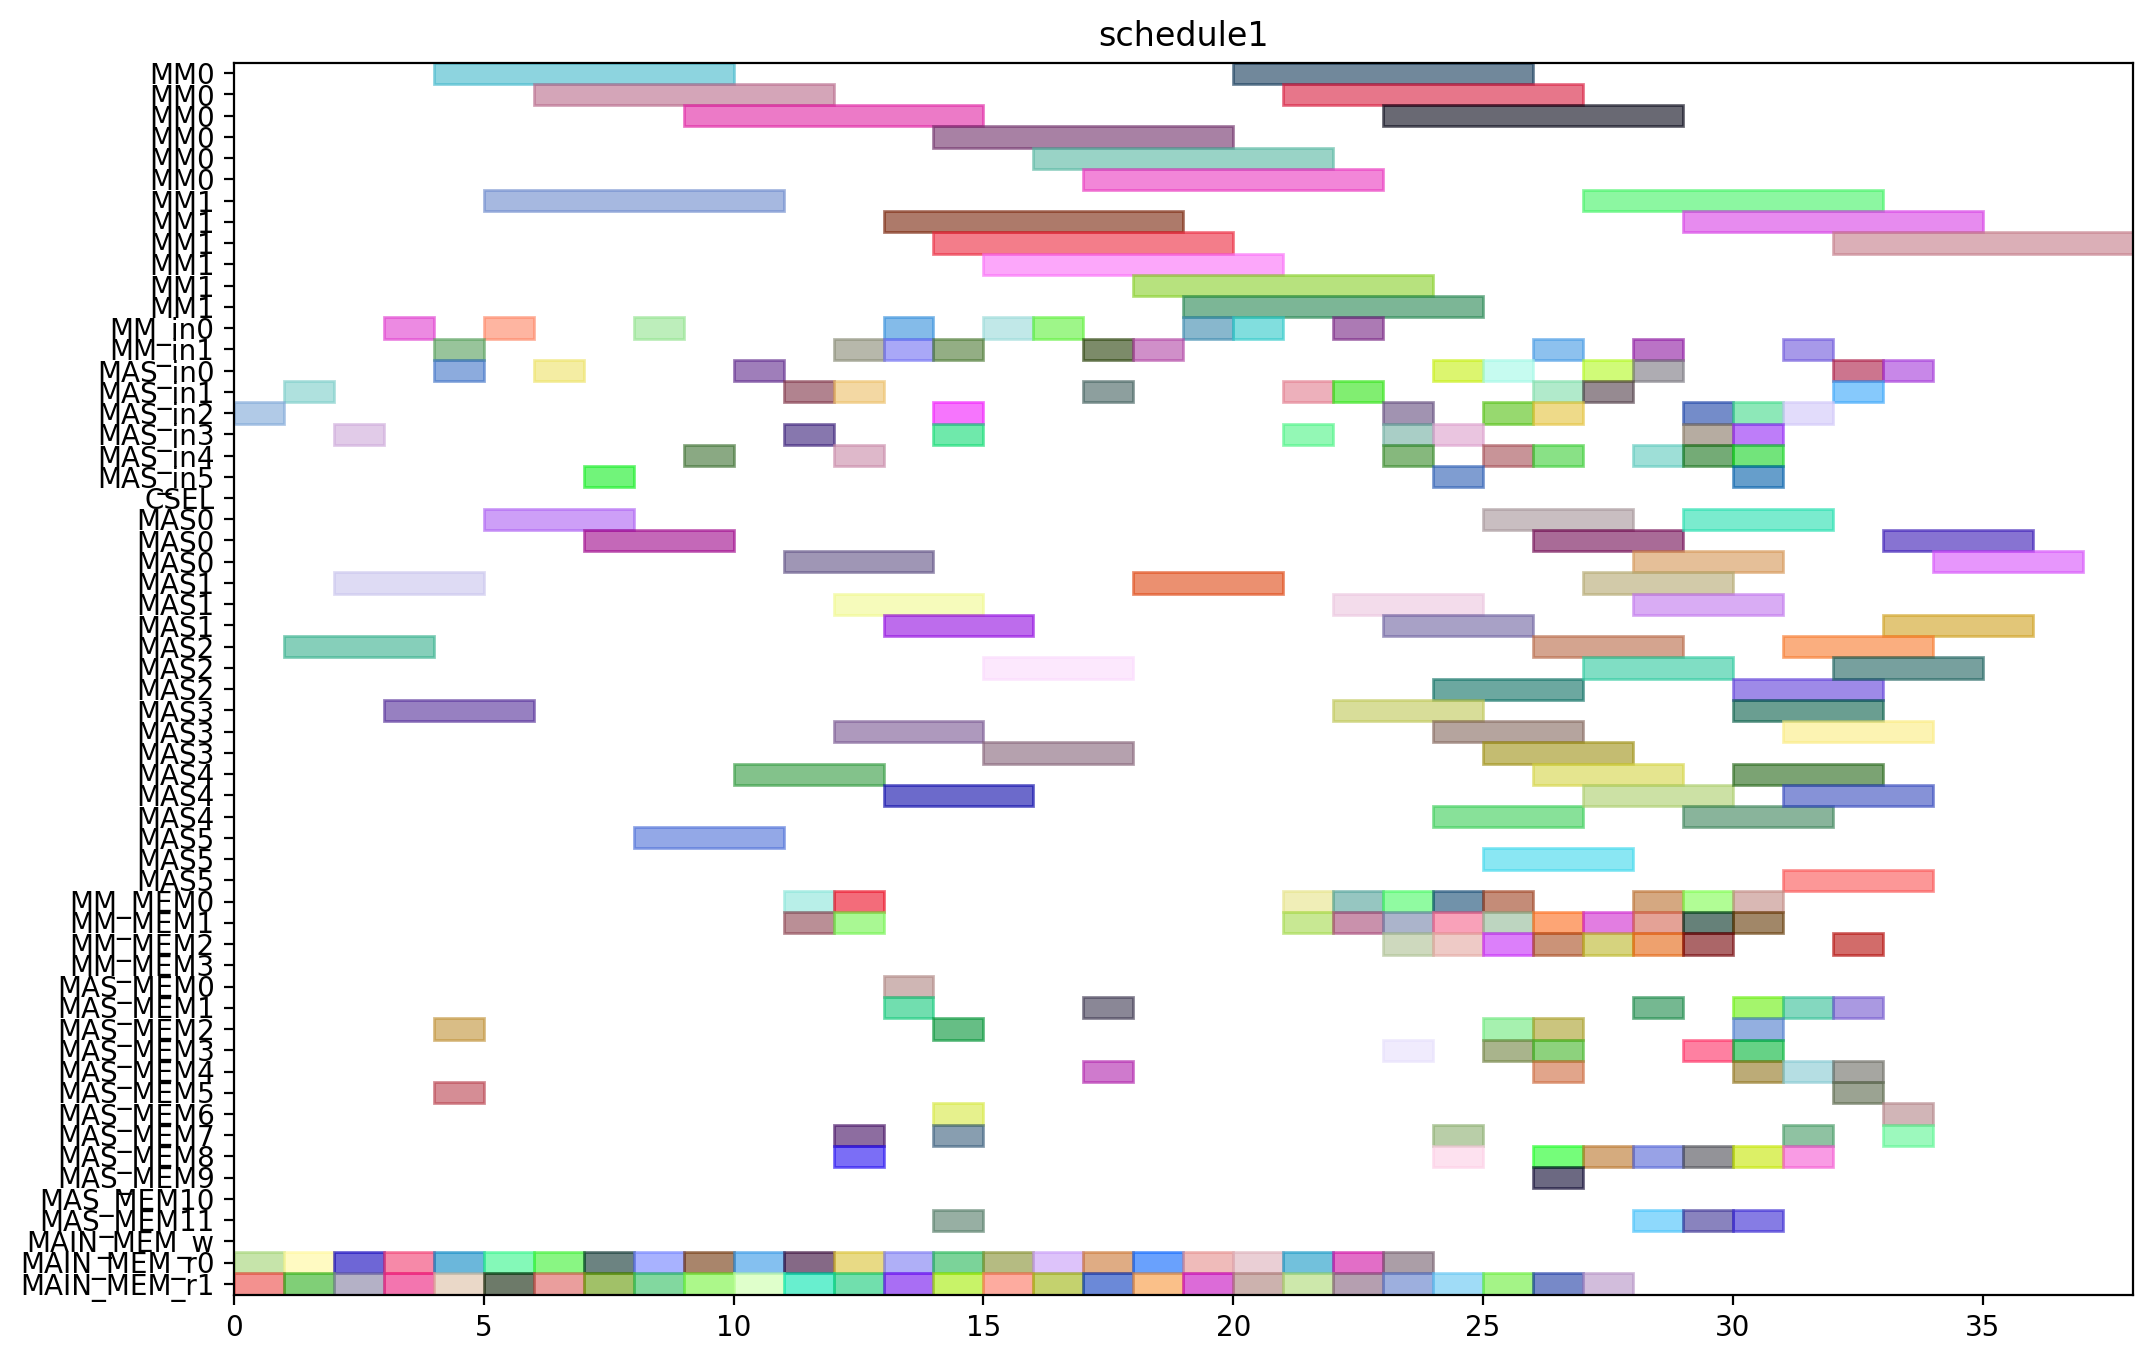 schedule1
MM0
MM0
MM0
MM0
MM0
MM0
MM1
MM1
MM1
MM1
MM1
MM1
MM_in0
MM_in1
MAS_in0
MAS_in1
MAS_in2
MAS_in3
MAS_in4
MAS_in5
CSEL
MAS0
MAS0
MAS0
MAS1
MAS1
MAS1
MAS2
MAS2
MAS2
MAS3
MAS3
MAS3
MAS4
MAS4
MAS4
MAS5
MAS5
MAS5
MM_MEM0
MM_MEM1
MM_MEM2
MM_MEM3
MAS_MEM0
MAS_MEM1
MAS_MEM2
MAS_MEM3
MAS_MEM4
MAS_MEM5
MAS_MEM6
MAS_MEM7
MAS_MEM8
MAS_MEM9
MAS_MEM10
MAS_MEM11
MAIN_MEM_w
MAIN_MEM_r0
MAIN_MEM_r1
0 5 10 15 20 25 30 35